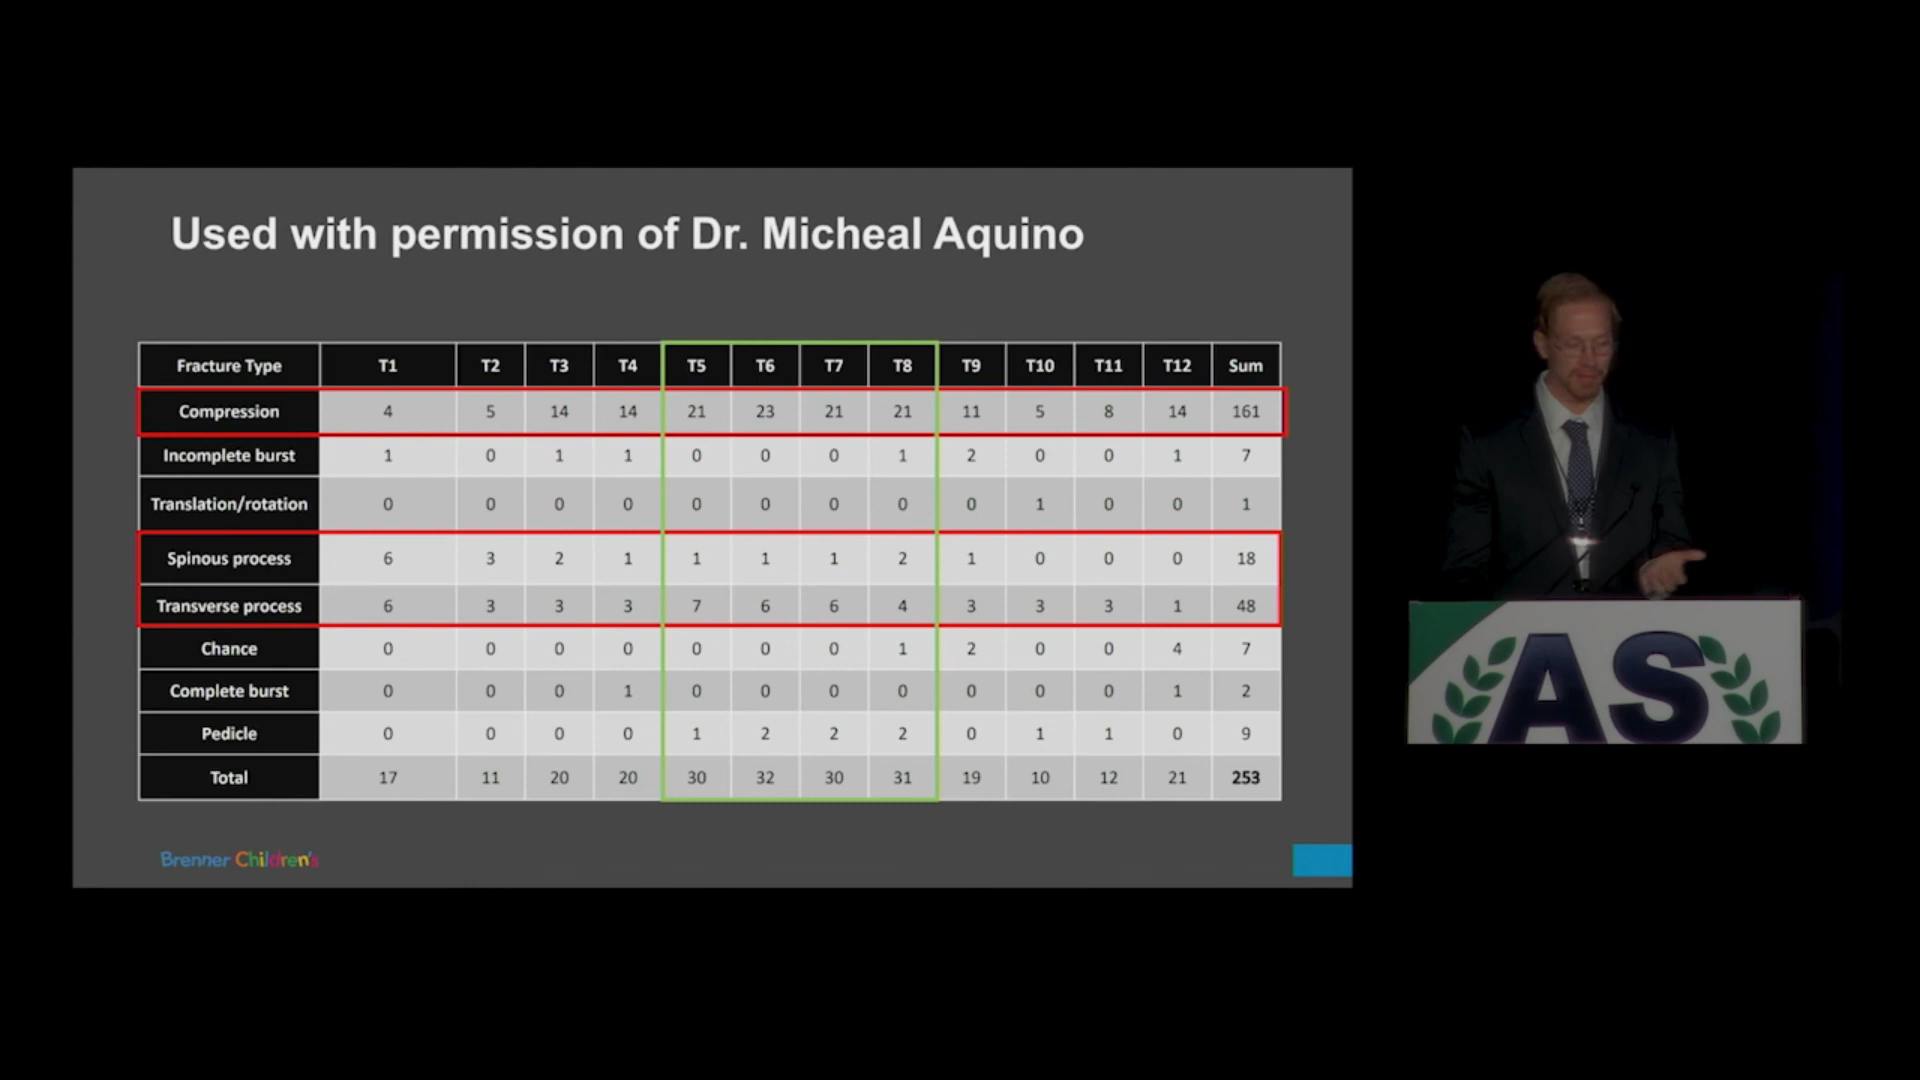 Used with permission of Dr. Micheal Aquino
Fracture Type T1 T2 T3 T4 T5 T6 T7 T8 T9 T10 T11 T12 Sum
Compression 4 5 14 14 21 23 21 21 11 5 8 14 161
Incomplete burst 1 0 1 1 0 0 0 1 2 0 0 1 7
Translation/rotation 0 0 0 0 0 0 0 0 0 1 0 0 1
Spinous process 6 3 2 1 1 1 1 2 1 0 0 0 18
Transverse process 6 3 3 3 7 6 6 4 3 3 3 1 48
Chance 0 0 0 0 0 0 0 1 2 0 0 4 7
Complete burst 0 0 0 1 0 0 0 0 0 0 0 1 2
Pedicle 0 0 0 0 1 2 2 2 0 1 1 0 9
Total 17 11 20 20 30 32 30 31 19 10 12 21 253
Brenner Children's
AS